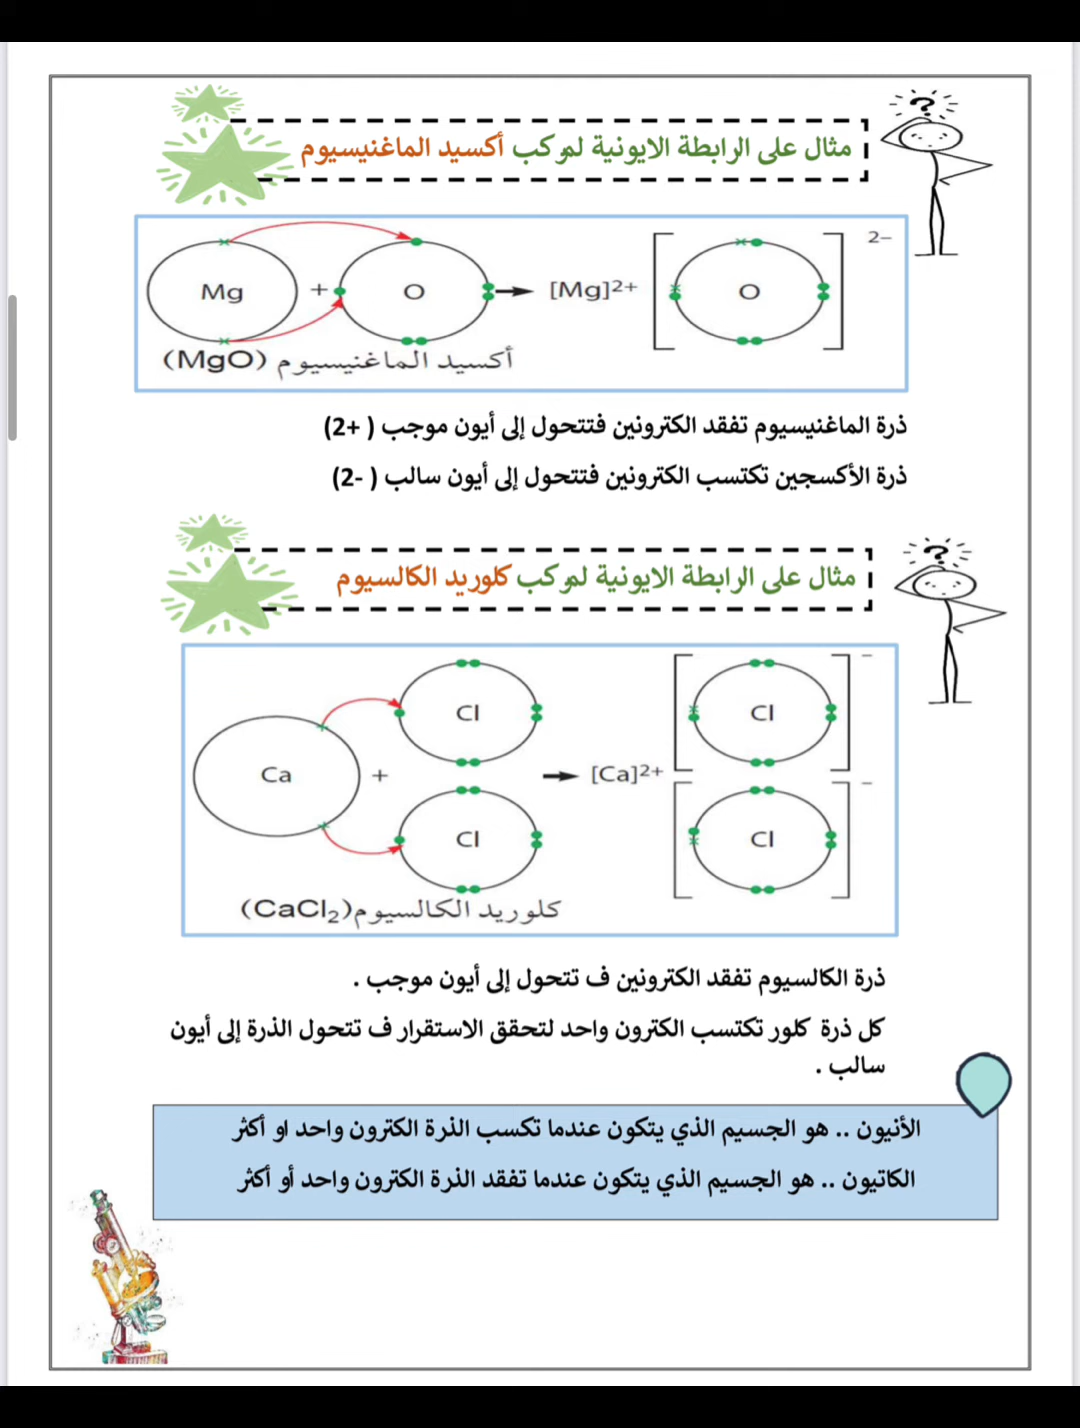 ?
مثال على الرابطة الايونية لمركب أكسيد الماغنيسيوم
Mg + O → [Mg]2+ [O] 2–
أكسيد الماغنيسيوم (MgO)
ذرة الماغنيسيوم تفقد الكترونين فتتحول إلى أيون موجب ( +2)
ذرة الأكسجين تكتسب الكترونين فتتحول إلى أيون سالب ( -2)
?
مثال على الرابطة الايونية لمركب كلوريد الكالسيوم
Cl [Cl] –
Ca + → [Ca]2+
Cl [Cl] –
كلوريد الكالسيوم(CaCl₂)
ذرة الكالسيوم تفقد الكترونين ف تتحول إلى أيون موجب .
كل ذرة كلور تكتسب الكترون واحد لتحقق الاستقرار ف تتحول الذرة إلى أيون
سالب .
الأنيون .. هو الجسيم الذي يتكون عندما تكسب الذرة الكترون واحد او أكثر
الكاتيون .. هو الجسيم الذي يتكون عندما تفقد الذرة الكترون واحد أو أكثر